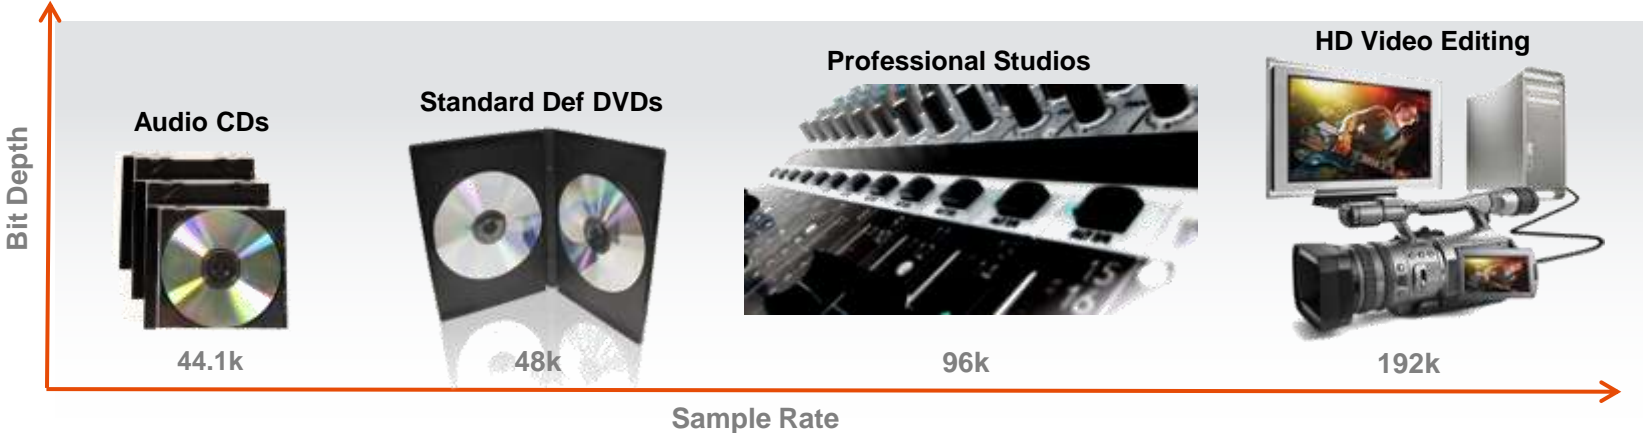 HD Video Editing
Professional Studios
Standard Def DVDs
Audio CDs
Bit Depth
44.1k
48k
96k
192k
Sample Rate
15